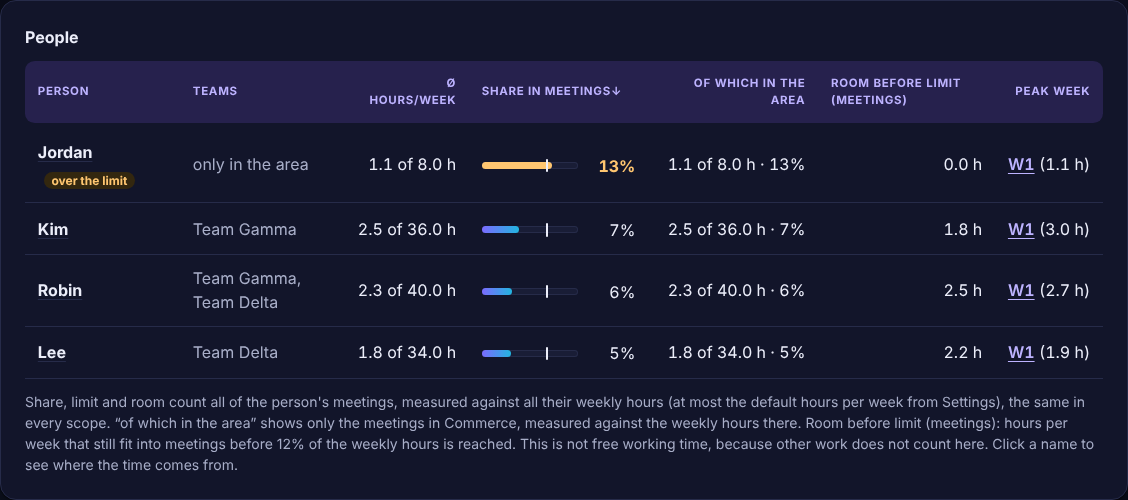 People
PERSON TEAMS Ø HOURS/WEEK SHARE IN MEETINGS↓ OF WHICH IN THE AREA ROOM BEFORE LIMIT (MEETINGS) PEAK WEEK
Jordan over the limit only in the area 1.1 of 8.0 h 13% 1.1 of 8.0 h · 13% 0.0 h W1 (1.1 h)
Kim Team Gamma 2.5 of 36.0 h 7% 2.5 of 36.0 h · 7% 1.8 h W1 (3.0 h)
Robin Team Gamma, Team Delta 2.3 of 40.0 h 6% 2.3 of 40.0 h · 6% 2.5 h W1 (2.7 h)
Lee Team Delta 1.8 of 34.0 h 5% 1.8 of 34.0 h · 5% 2.2 h W1 (1.9 h)
Share, limit and room count all of the person's meetings, measured against all their weekly hours (at most the default hours per week from Settings), the same in
every scope. “of which in the area” shows only the meetings in Commerce, measured against the weekly hours there. Room before limit (meetings): hours per
week that still fit into meetings before 12% of the weekly hours is reached. This is not free working time, because other work does not count here. Click a name to
see where the time comes from.